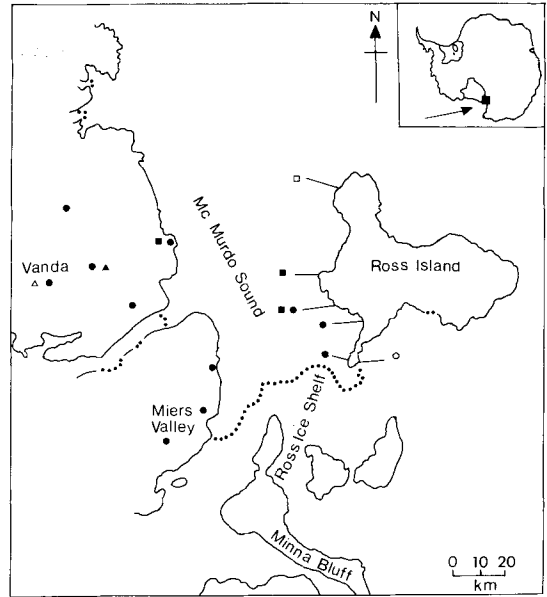 N
Mc Murdo Sound
Ross Island
Vanda
Miers
Valley
Ross Ice Shelf
Minna Bluff
0 10 20
km